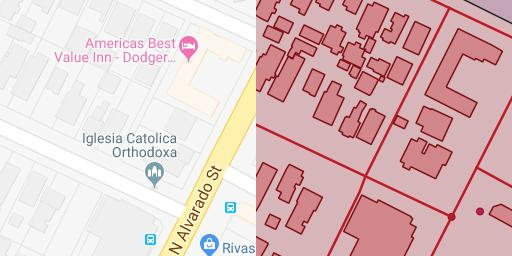 Americas Best
Value Inn - Dodger...
Iglesia Catolica
Orthodoxa
N Alvarado St
Rivas